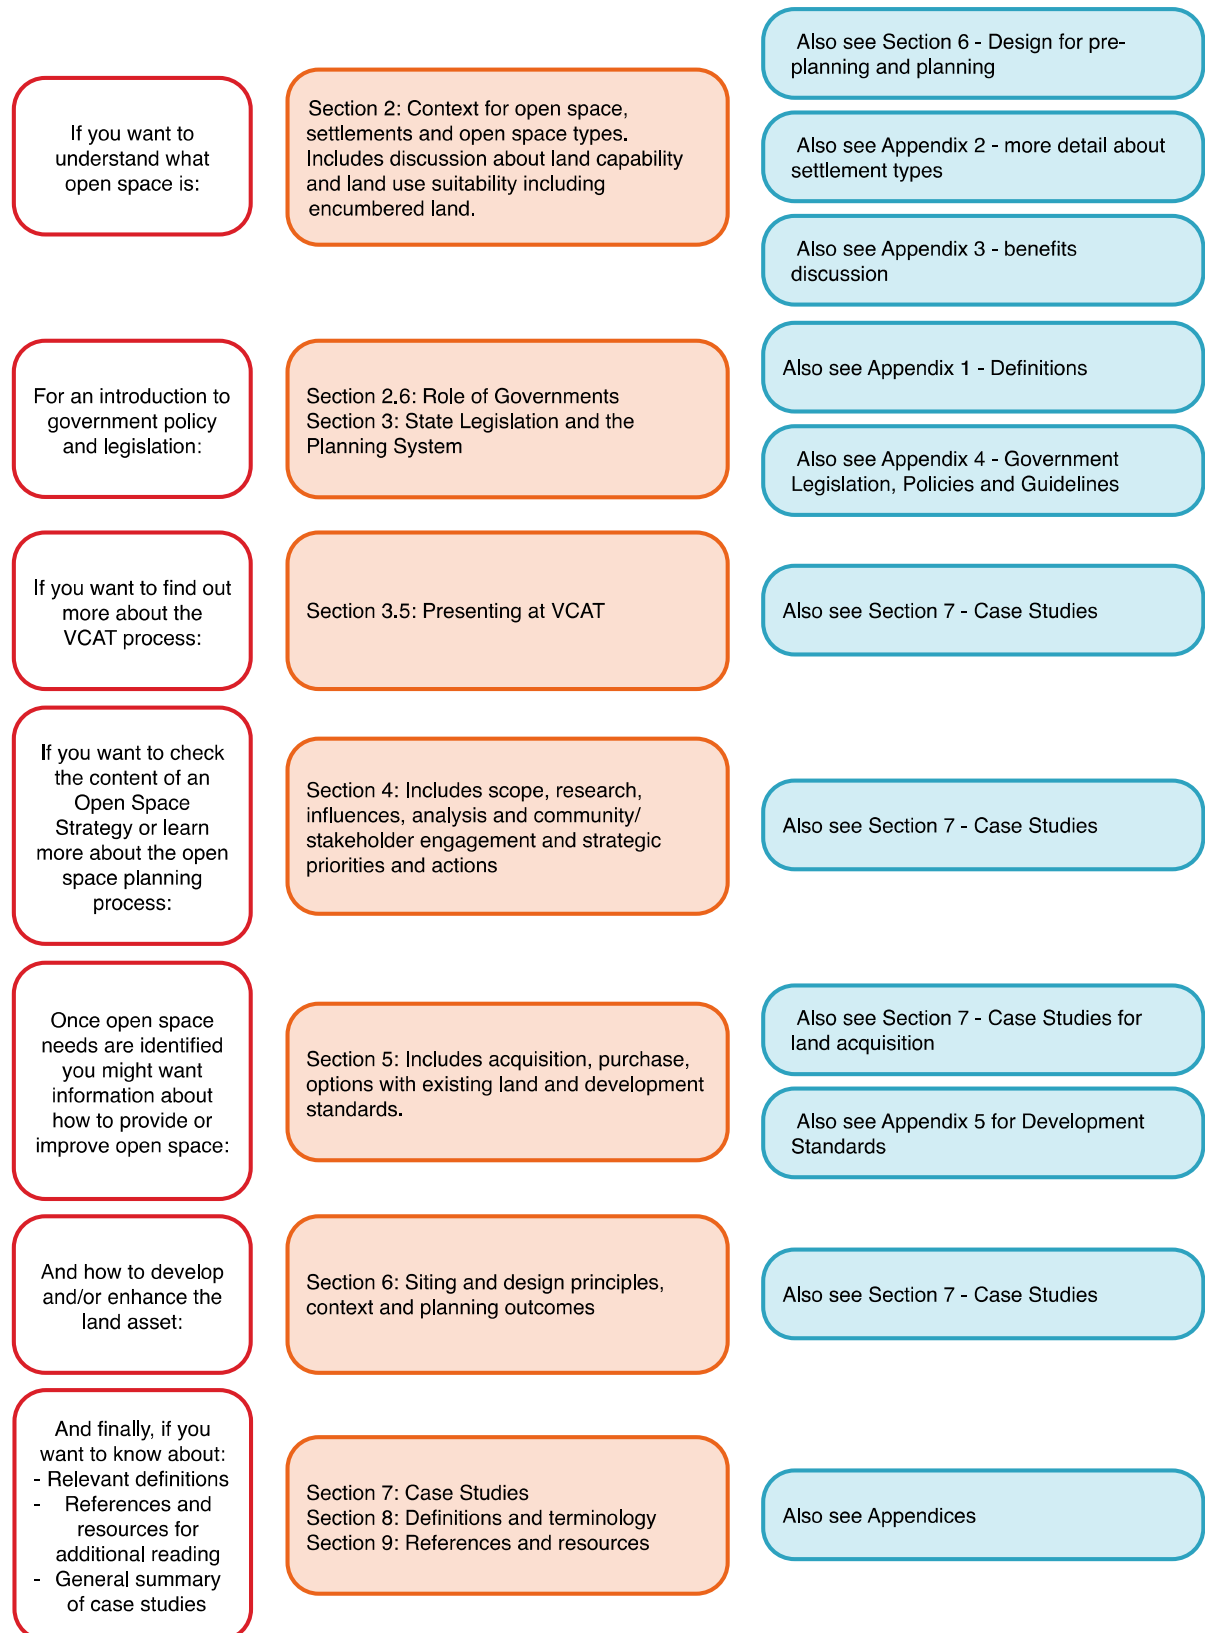 If you want to
understand what
open space is:
Section 2: Context for open space,
settlements and open space types.
Includes discussion about land capability
and land use suitability including
encumbered land.
Also see Section 6 - Design for pre-
planning and planning
Also see Appendix 2 - more detail about
settlement types
Also see Appendix 3 - benefits
discussion
For an introduction to
government policy
and legislation:
Section 2.6: Role of Governments
Section 3: State Legislation and the
Planning System
Also see Appendix 1 - Definitions
Also see Appendix 4 - Government
Legislation, Policies and Guidelines
If you want to find out
more about the
VCAT process:
Section 3.5: Presenting at VCAT
Also see Section 7 - Case Studies
If you want to check
the content of an
Open Space
Strategy or learn
more about the open
space planning
process:
Section 4: Includes scope, research,
influences, analysis and community/
stakeholder engagement and strategic
priorities and actions
Also see Section 7 - Case Studies
Once open space
needs are identified
you might want
information about
how to provide or
improve open space:
Section 5: Includes acquisition, purchase,
options with existing land and development
standards.
Also see Section 7 - Case Studies for
land acquisition
Also see Appendix 5 for Development
Standards
And how to develop
and/or enhance the
land asset:
Section 6: Siting and design principles,
context and planning outcomes
Also see Section 7 - Case Studies
And finally, if you
want to know about:
- Relevant definitions
- References and
resources for
additional reading
- General summary
of case studies
Section 7: Case Studies
Section 8: Definitions and terminology
Section 9: References and resources
Also see Appendices